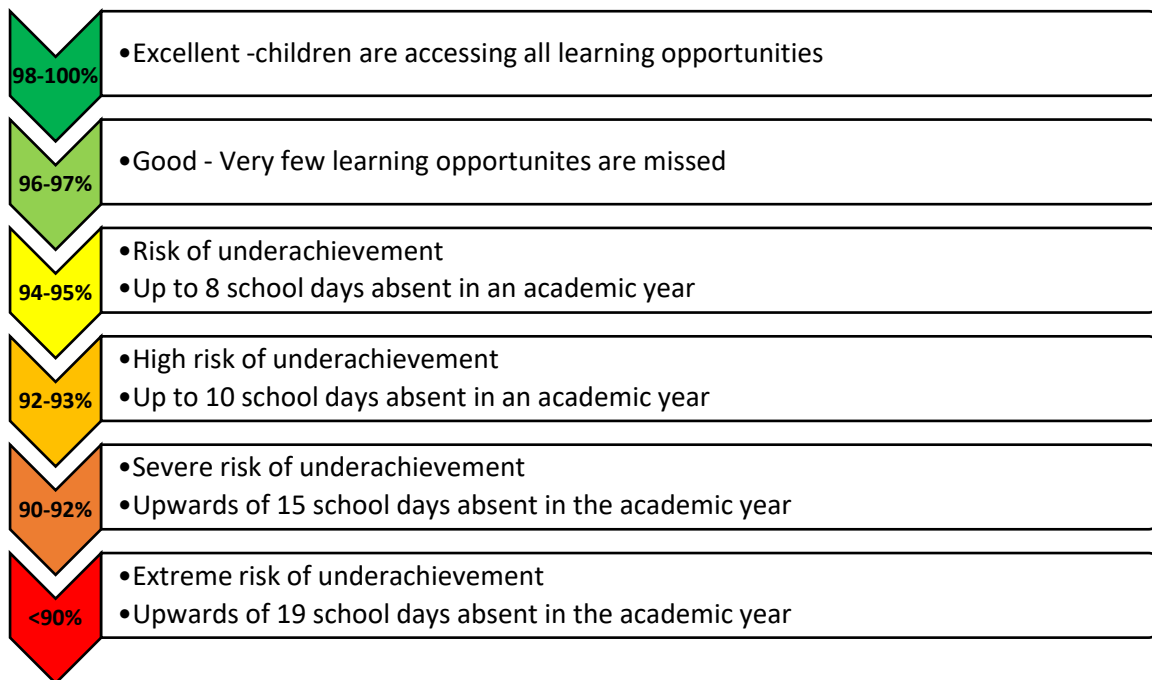 98-100%
•Excellent -children are accessing all learning opportunities
96-97%
•Good - Very few learning opportunites are missed
94-95%
•Risk of underachievement
•Up to 8 school days absent in an academic year
92-93%
•High risk of underachievement
•Up to 10 school days absent in an academic year
90-92%
•Severe risk of underachievement
•Upwards of 15 school days absent in the academic year
<90%
•Extreme risk of underachievement
•Upwards of 19 school days absent in the academic year